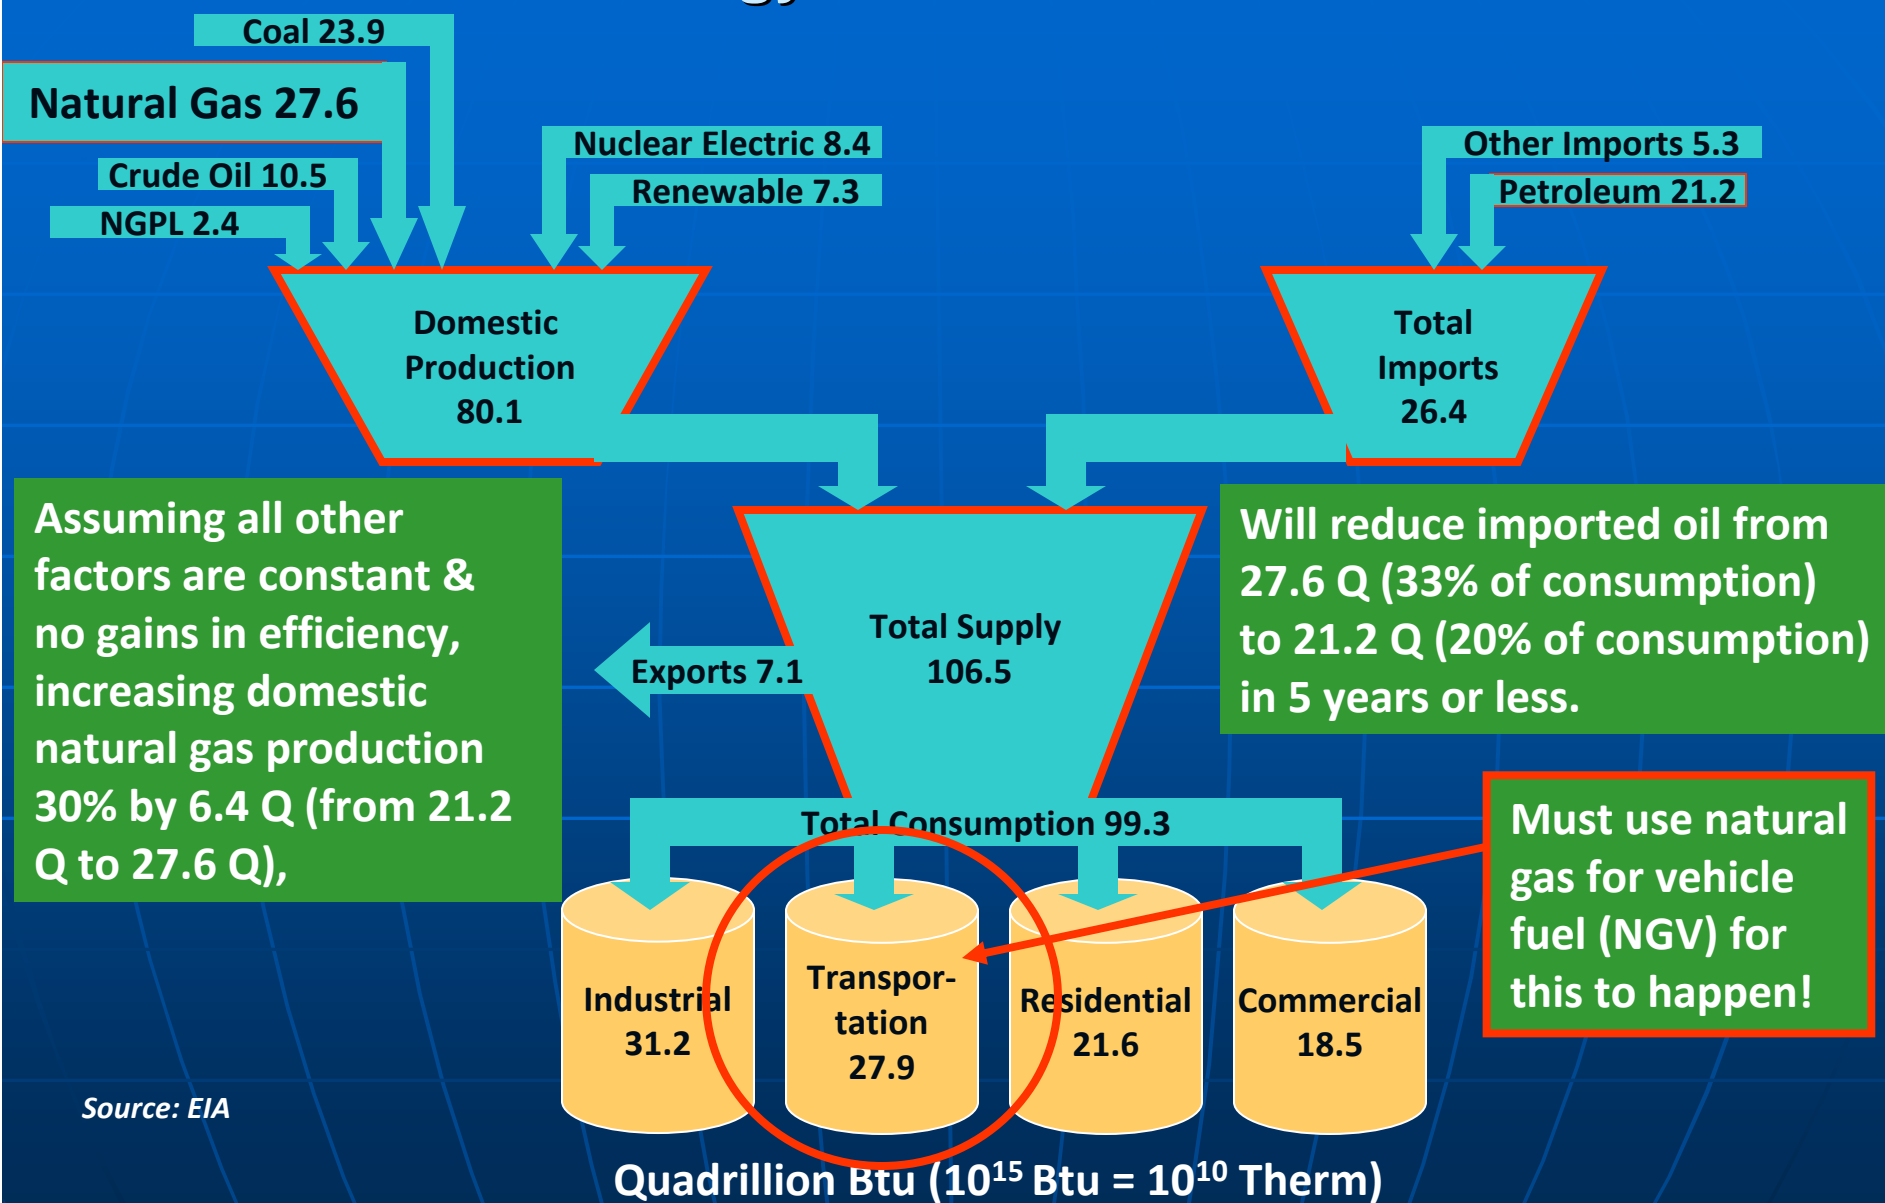 Coal 23.9
Natural Gas 27.6
Crude Oil 10.5
NGPL 2.4
Nuclear Electric 8.4
Renewable 7.3
Other Imports 5.3
Petroleum 21.2
Domestic
Production
80.1
Total
Imports
26.4
Assuming all other
factors are constant &
no gains in efficiency,
increasing domestic
natural gas production
30% by 6.4 Q (from 21.2
Q to 27.6 Q),
Total Supply
106.5
Exports 7.1
Will reduce imported oil from
27.6 Q (33% of consumption)
to 21.2 Q (20% of consumption)
in 5 years or less.
Total Consumption 99.3
Must use natural
gas for vehicle
fuel (NGV) for
this to happen!
Industrial
31.2
Transpor-
tation
27.9
Residential
21.6
Commercial
18.5
Source: EIA
Quadrillion Btu (10¹⁵ Btu = 10¹⁰ Therm)